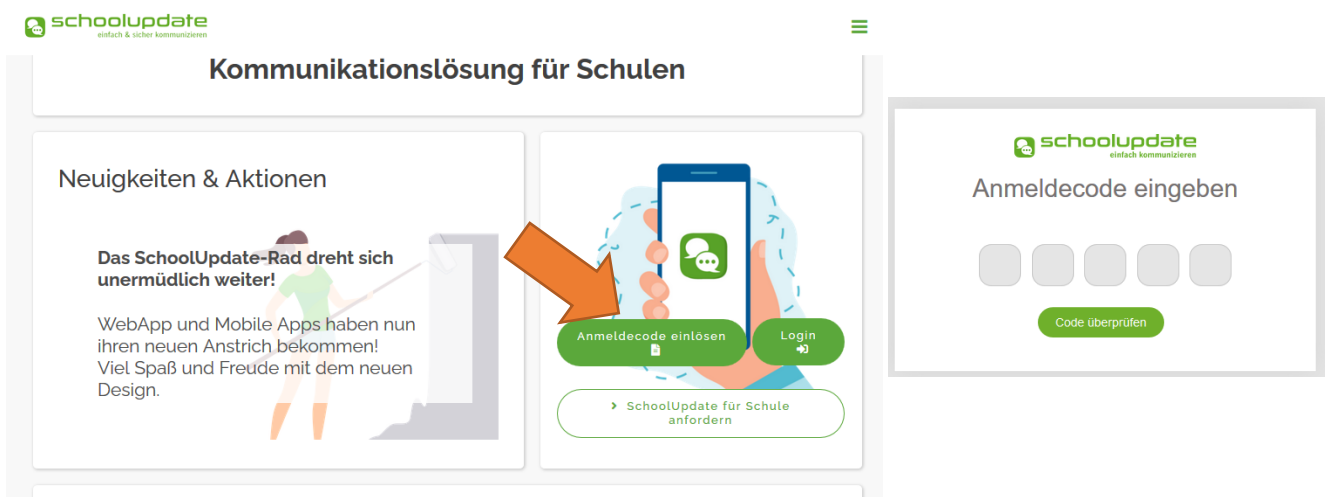 schoolupdate
einfach & sicher kommunizieren
Kommunikationslösung für Schulen
Neuigkeiten & Aktionen
Das SchoolUpdate-Rad dreht sich
unermüdlich weiter!
WebApp und Mobile Apps haben nun
ihren neuen Anstrich bekommen!
Viel Spaß und Freude mit dem neuen
Design.
Anmeldecode einlösen
Login
SchoolUpdate für Schule
anfordern
schoolupdate
einfach kommunizieren
Anmeldecode eingeben
Code überprüfen